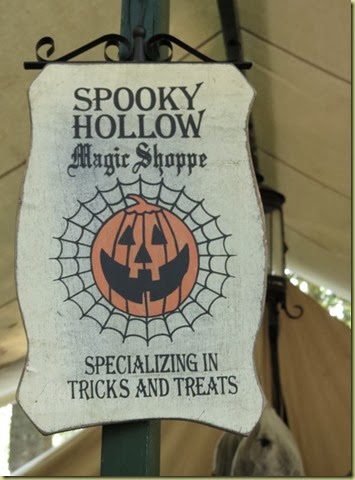 SPOOKY
HOLLOW
Magic Shoppe
SPECIALIZING IN
TRICKS AND TREATS